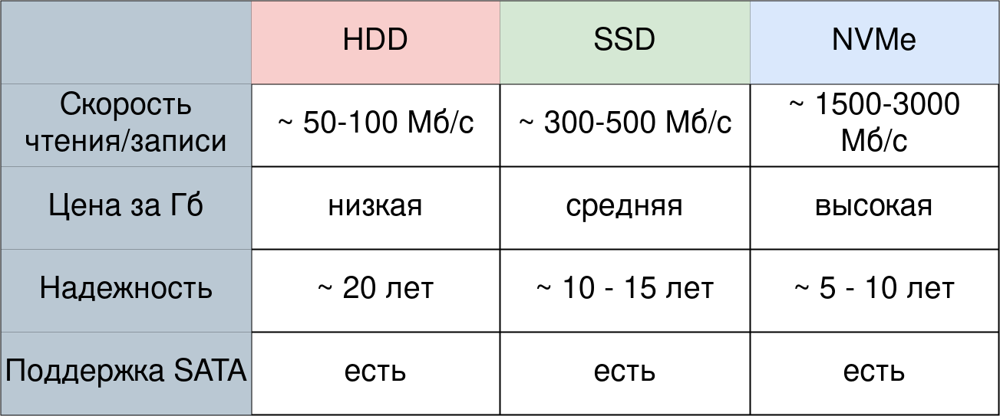 HDD
SSD
NVMe
Скорость
чтения/записи
~ 50-100 Мб/с
~ 300-500 Мб/с
~ 1500-3000
Мб/с
Цена за Гб
низкая
средняя
высокая
Надежность
~ 20 лет
~ 10 - 15 лет
~ 5 - 10 лет
Поддержка SATA
есть
есть
есть